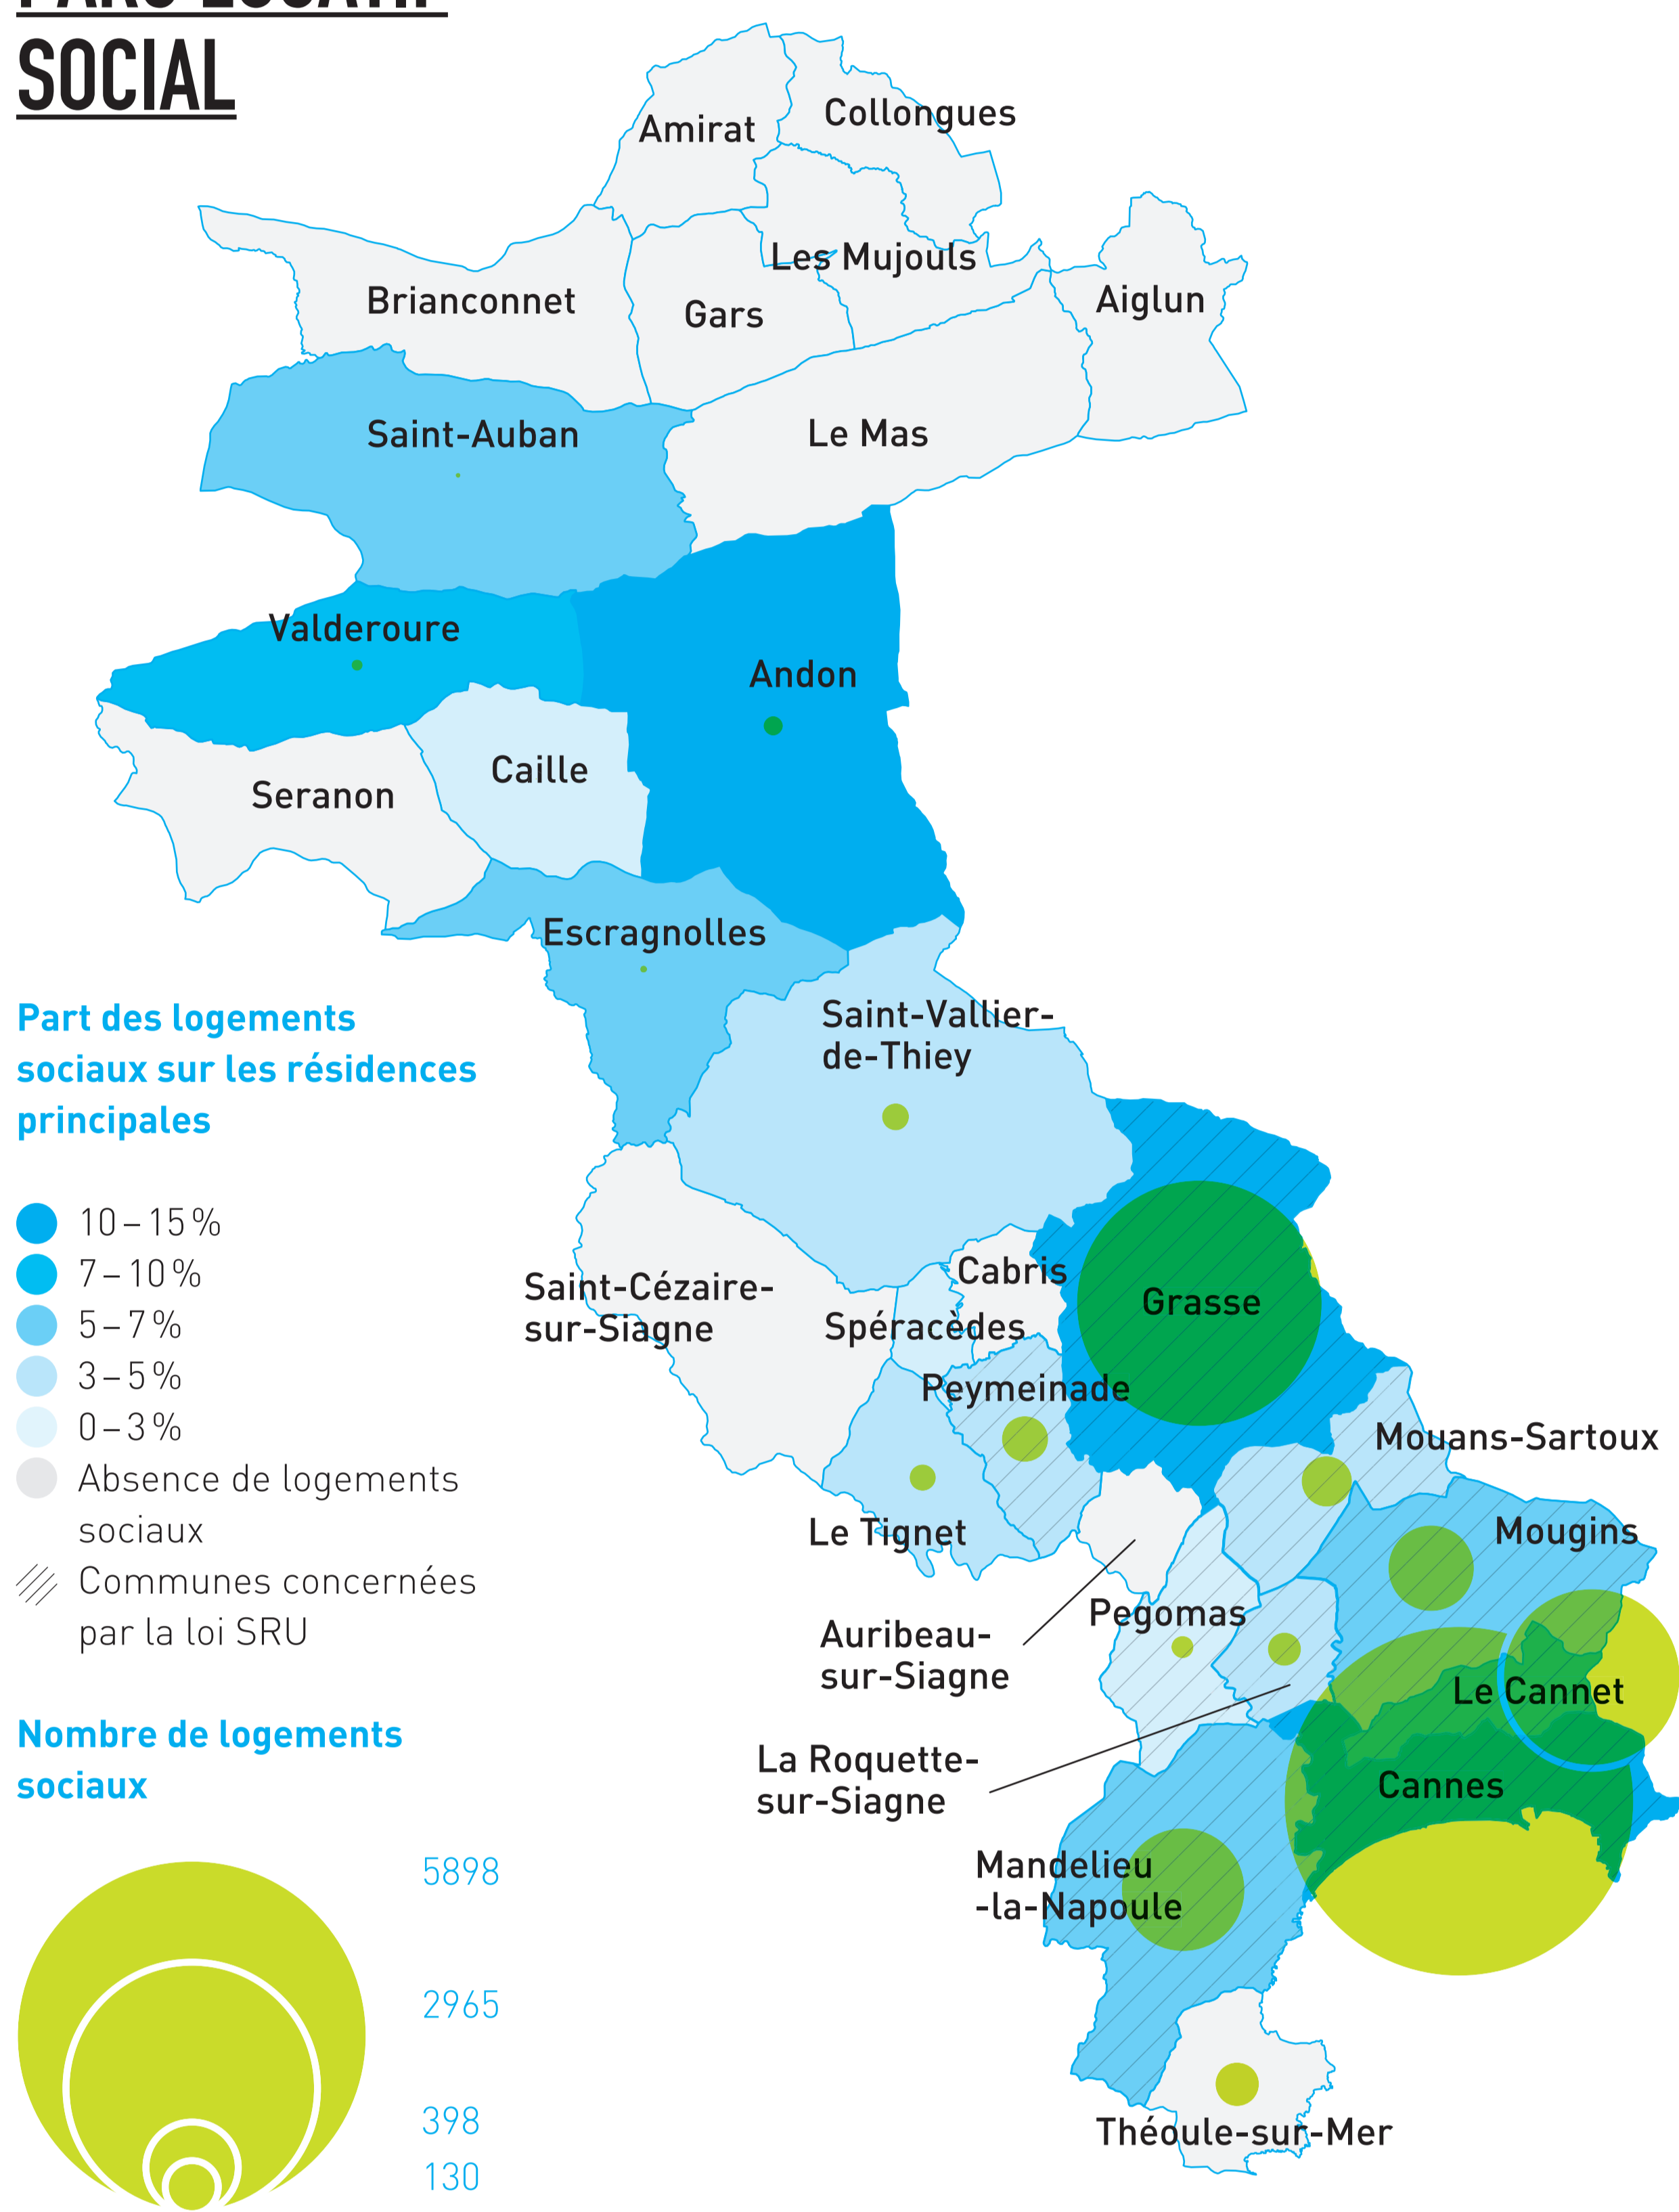 SOCIAL
Amirat
Collongues
Les Mujouls
Brianconnet
Gars
Aiglun
Saint-Auban
Le Mas
Valderoure
Andon
Caille
Seranon
Escragnolles
Saint-Vallier-
de-Thiey
Part des logements
sociaux sur les résidences
principales
10 – 15 %
7 – 10 %
5 – 7 %
3 – 5 %
0 – 3 %
Absence de logements
sociaux
Communes concernées
par la loi SRU
Cabris
Saint-Cézaire-
sur-Siagne
Grasse
Spéracèdes
Peymeinade
Mouans-Sartoux
Le Tignet
Mougins
Pegomas
Auribeau-
sur-Siagne
Le Cannet
La Roquette-
sur-Siagne
Cannes
Mandelieu
-la-Napoule
Théoule-sur-Mer
Nombre de logements
sociaux
5898
2965
398
130